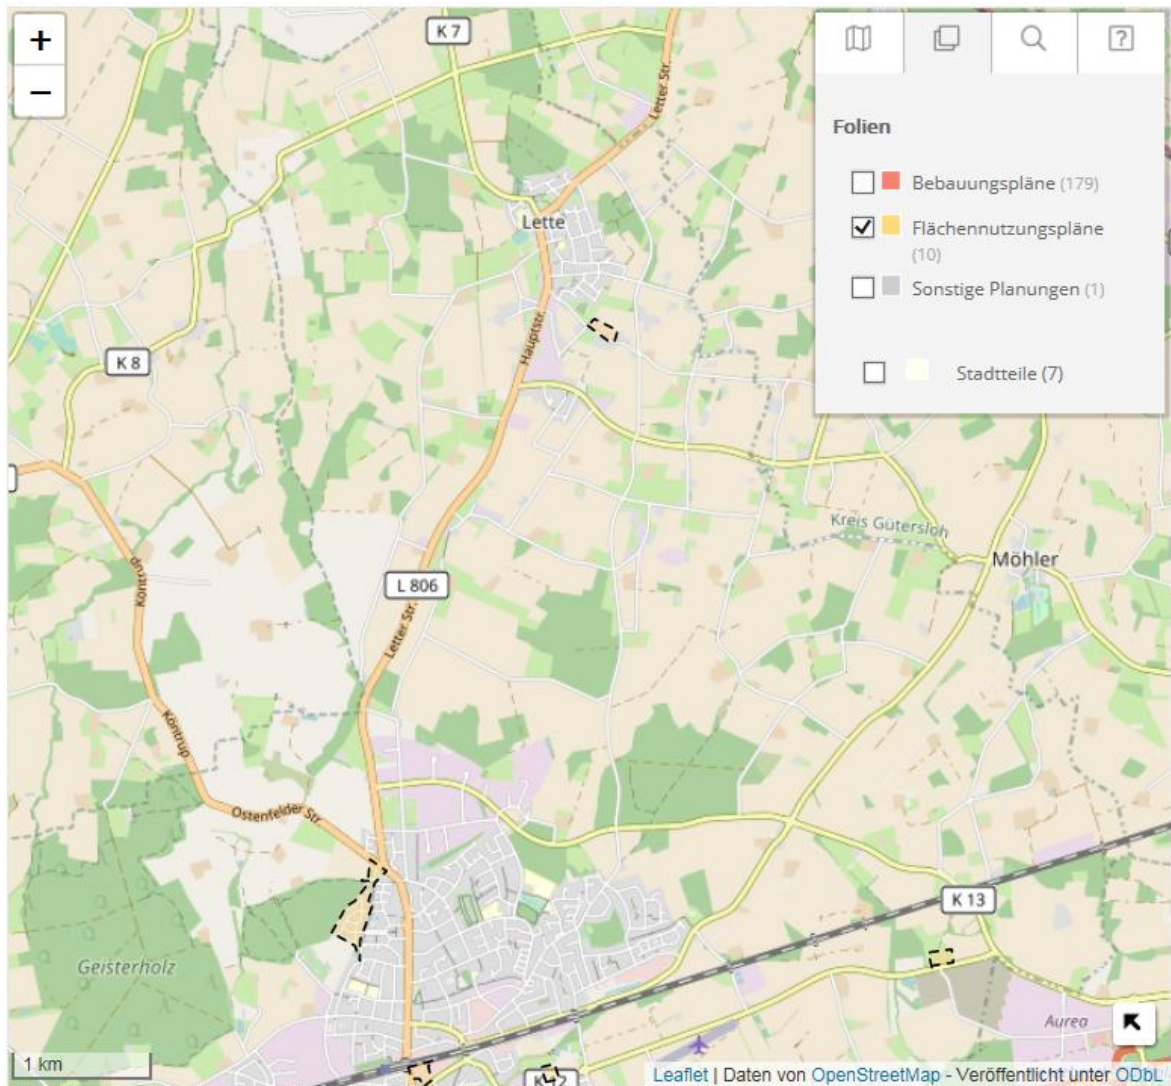 +
−
K 7
Letter Str.
?
Folien
Bebauungspläne (179)
Flächennutzungspläne
(10)
Sonstige Planungen (1)
Stadtteile (7)
Lette
Hauptstr.
K 8
Kreis Gütersloh
Möhler
Köntrup
L 806
Letter Str.
Köntrup
Ostenfelder Str.
K 13
Geisterholz
Aurea
1 km
Leaflet | Daten von OpenStreetMap - Veröffentlicht unter ODbL